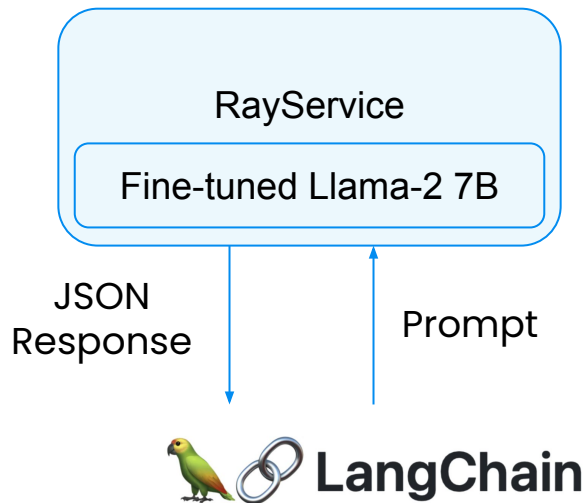 RayService
Fine-tuned Llama-2 7B
JSON
Response
Prompt
LangChain